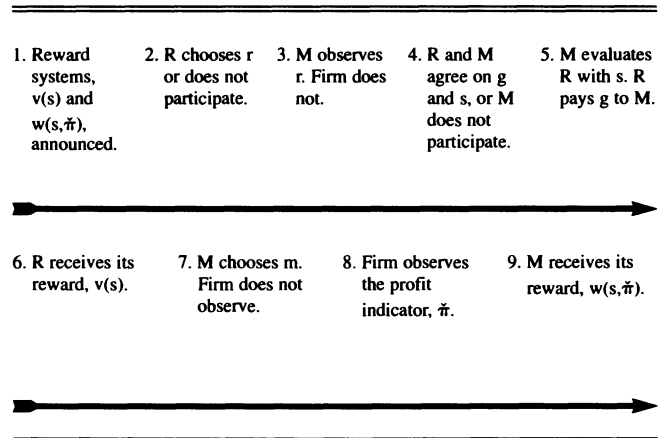 1. Reward systems, v(s) and w(s,π̃), announced.
2. R chooses r or does not participate.
3. M observes r. Firm does not.
4. R and M agree on g and s, or M does not participate.
5. M evaluates R with s. R pays g to M.
6. R receives its reward, v(s).
7. M chooses m. Firm does not observe.
8. Firm observes the profit indicator, π̃.
9. M receives its reward, w(s,π̃).